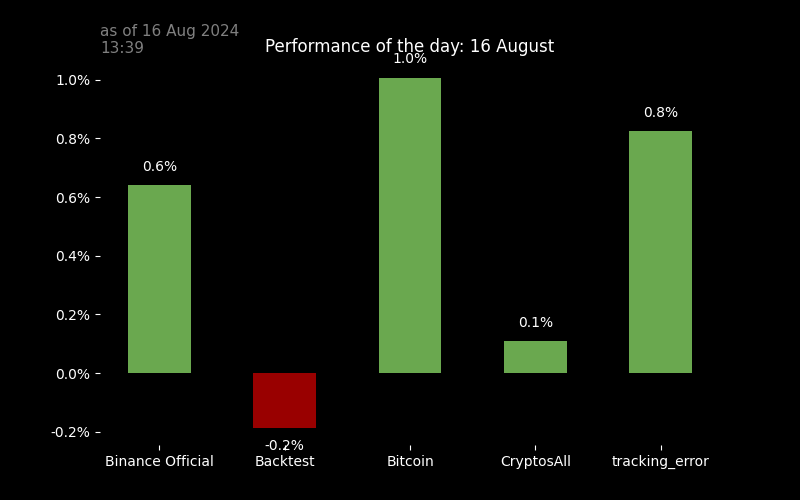 as of 16 Aug 2024
13:39
Performance of the day: 16 August
1.0%
0.8%
0.6%
0.4%
0.2%
0.0%
-0.2%
0.6%
-0.2%
1.0%
0.1%
0.8%
Binance Official
Backtest
Bitcoin
CryptosAll
tracking_error